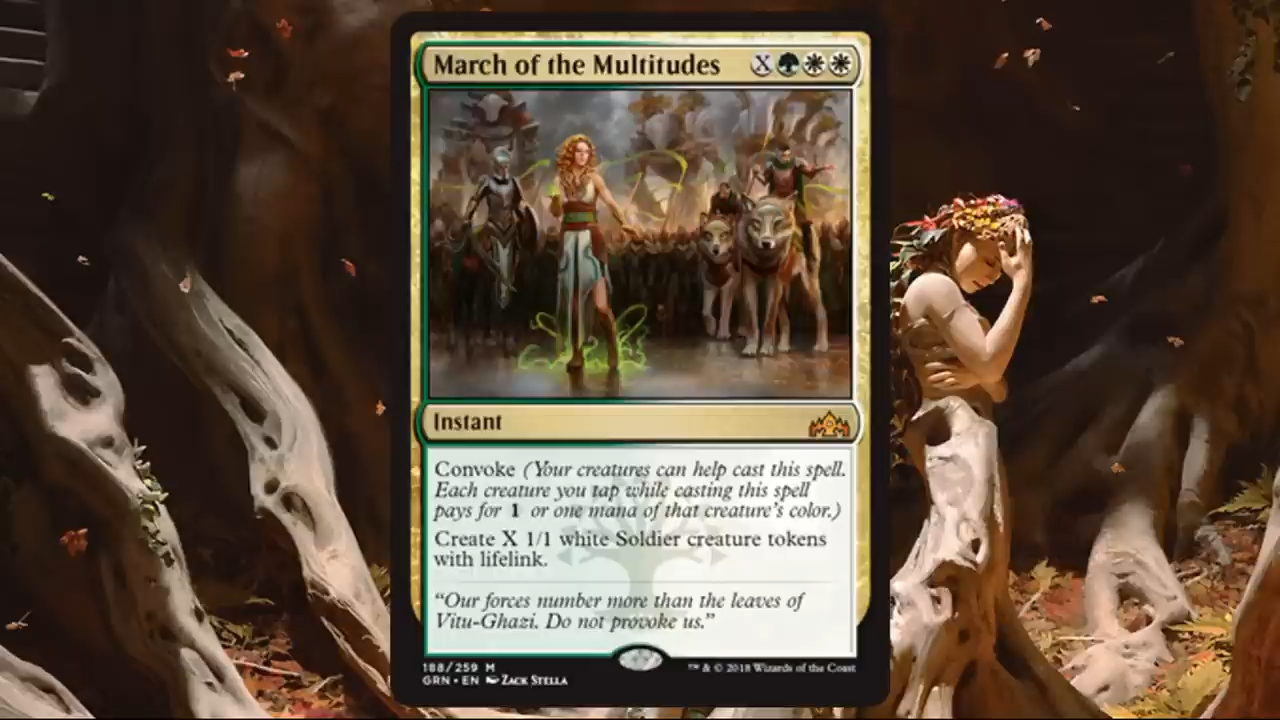 March of the Multitudes X
Instant
Convoke (Your creatures can help cast this spell.
Each creature you tap while casting this spell
pays for 1 or one mana of that creature's color.)
Create X 1/1 white Soldier creature tokens
with lifelink.
“Our forces number more than the leaves of
Vitu-Ghazi. Do not provoke us.”
188/259 M
GRN • EN Zack Stella
™ & © 2018 Wizards of the Coast